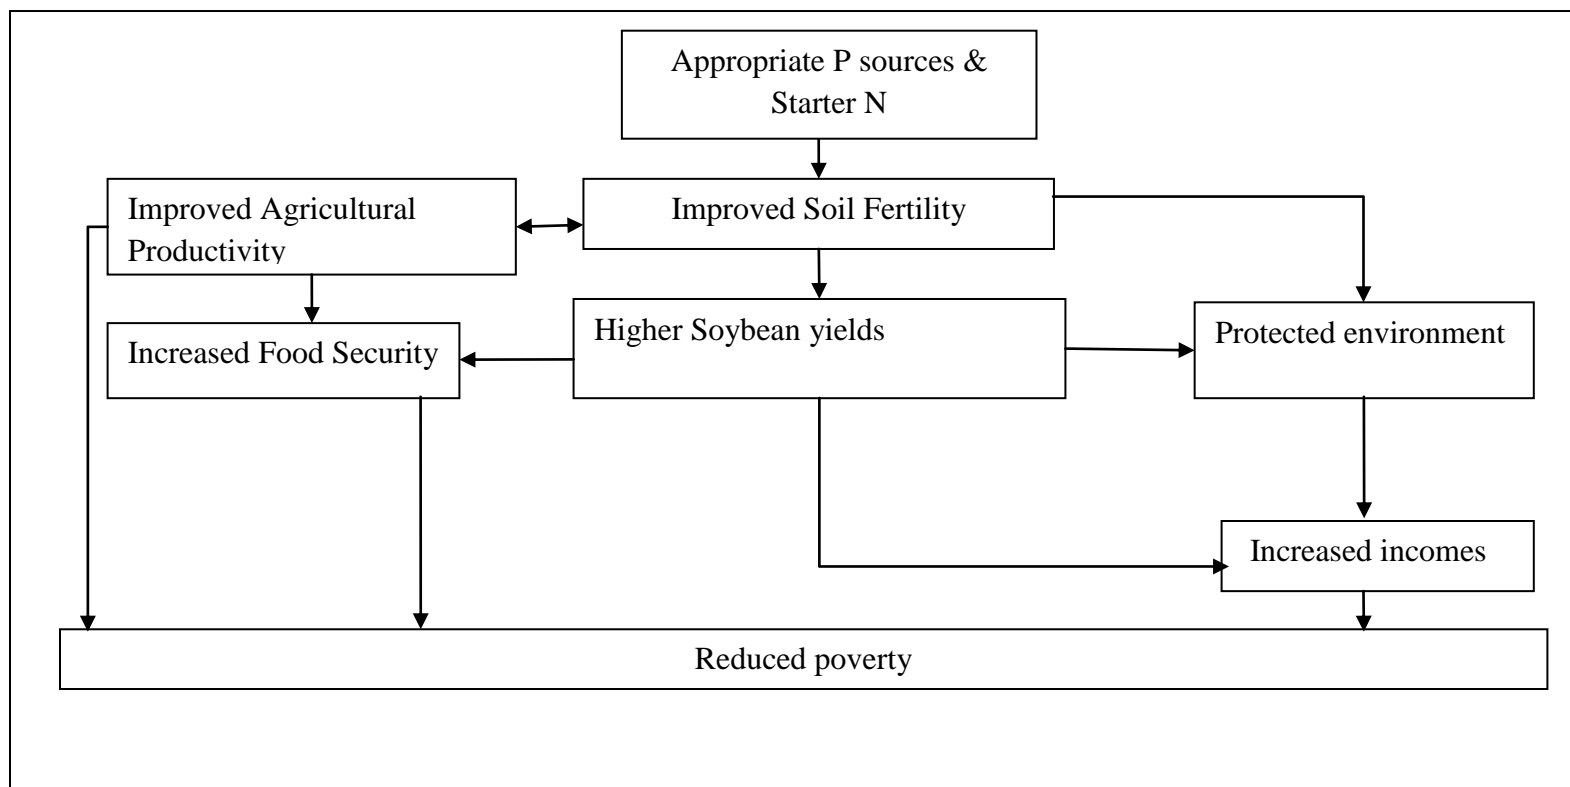 Appropriate P sources &
Starter N
Improved Agricultural
Productivity
Improved Soil Fertility
Increased Food Security
Higher Soybean yields
Protected environment
Increased incomes
Reduced poverty